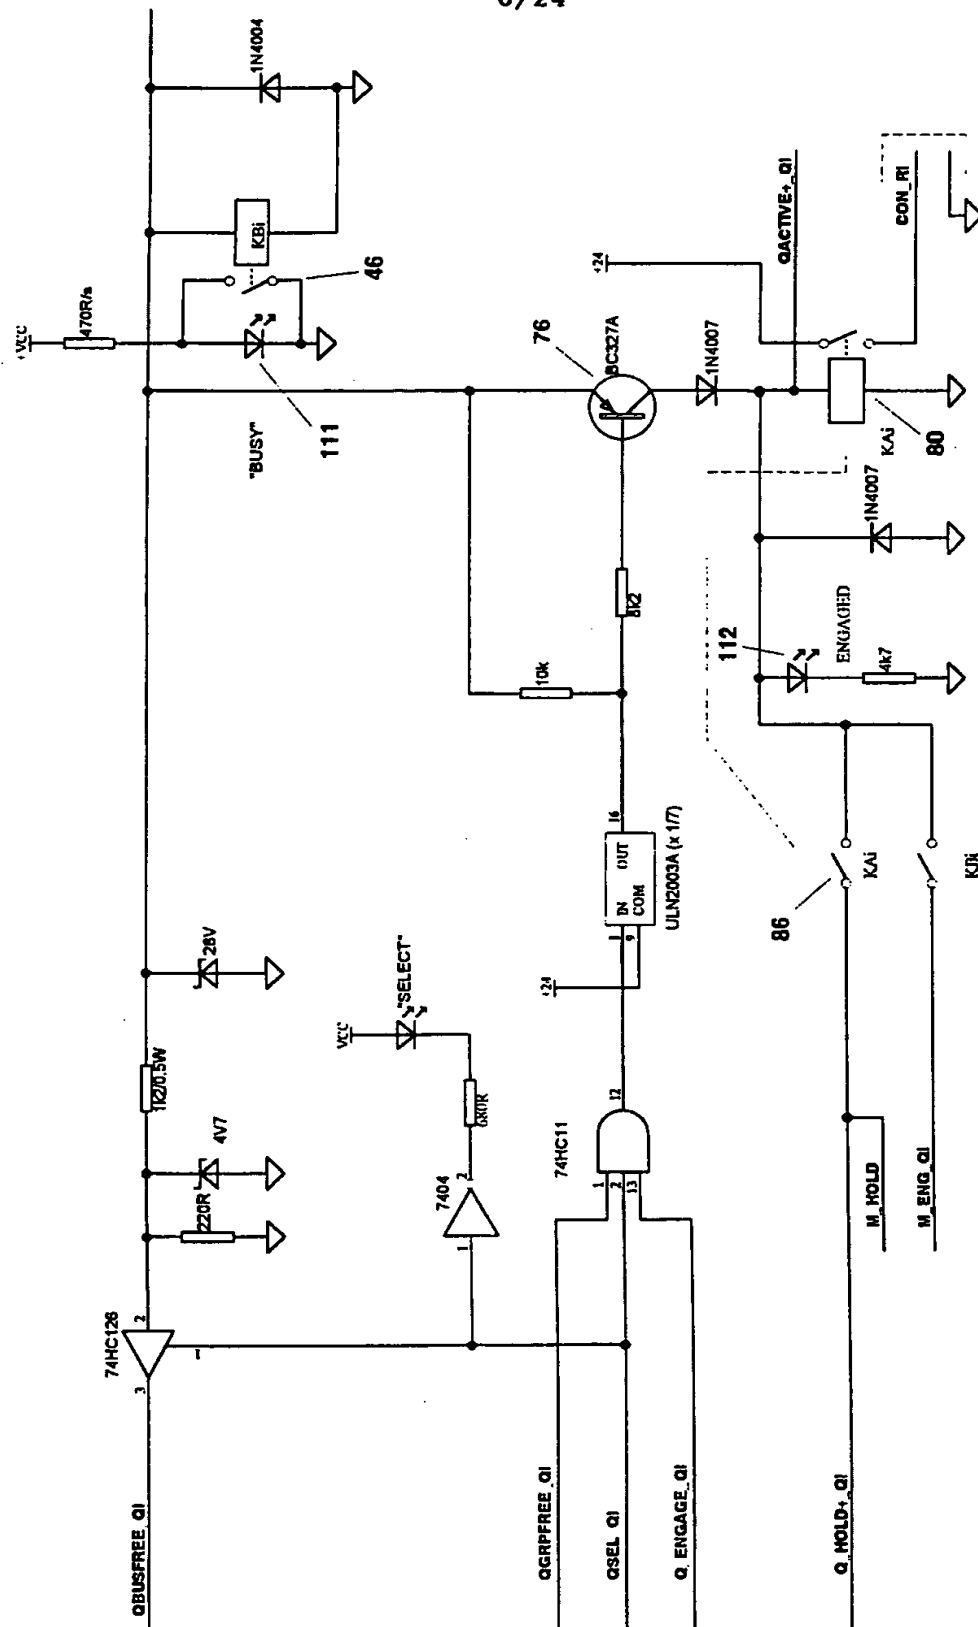 6/24
+VCC
470R/s
1N4004
KBi
46
"BUSY"
111
76
BC327A
1N4007
+24
QACTIVE+_QI
CON_RI
KAi
80
1N4007
8k2
10k
112
ENGAGED
4k7
16
IN OUT
COM
1
9
ULN2003A (x 1/7)
+24
86
KAi
KBi
28V
1k2/0.5W
4V7
220R
VCC
"SELECT"
680R
7404
2
1
12
74HC11
1
2
13
74HC126
2
1
3
M_HOLD
M_ENG_QI
QBUSFREE_QI
QGRPFREE_QI
QSEL_QI
Q_ENGAGE_QI
Q_HOLD+_QI